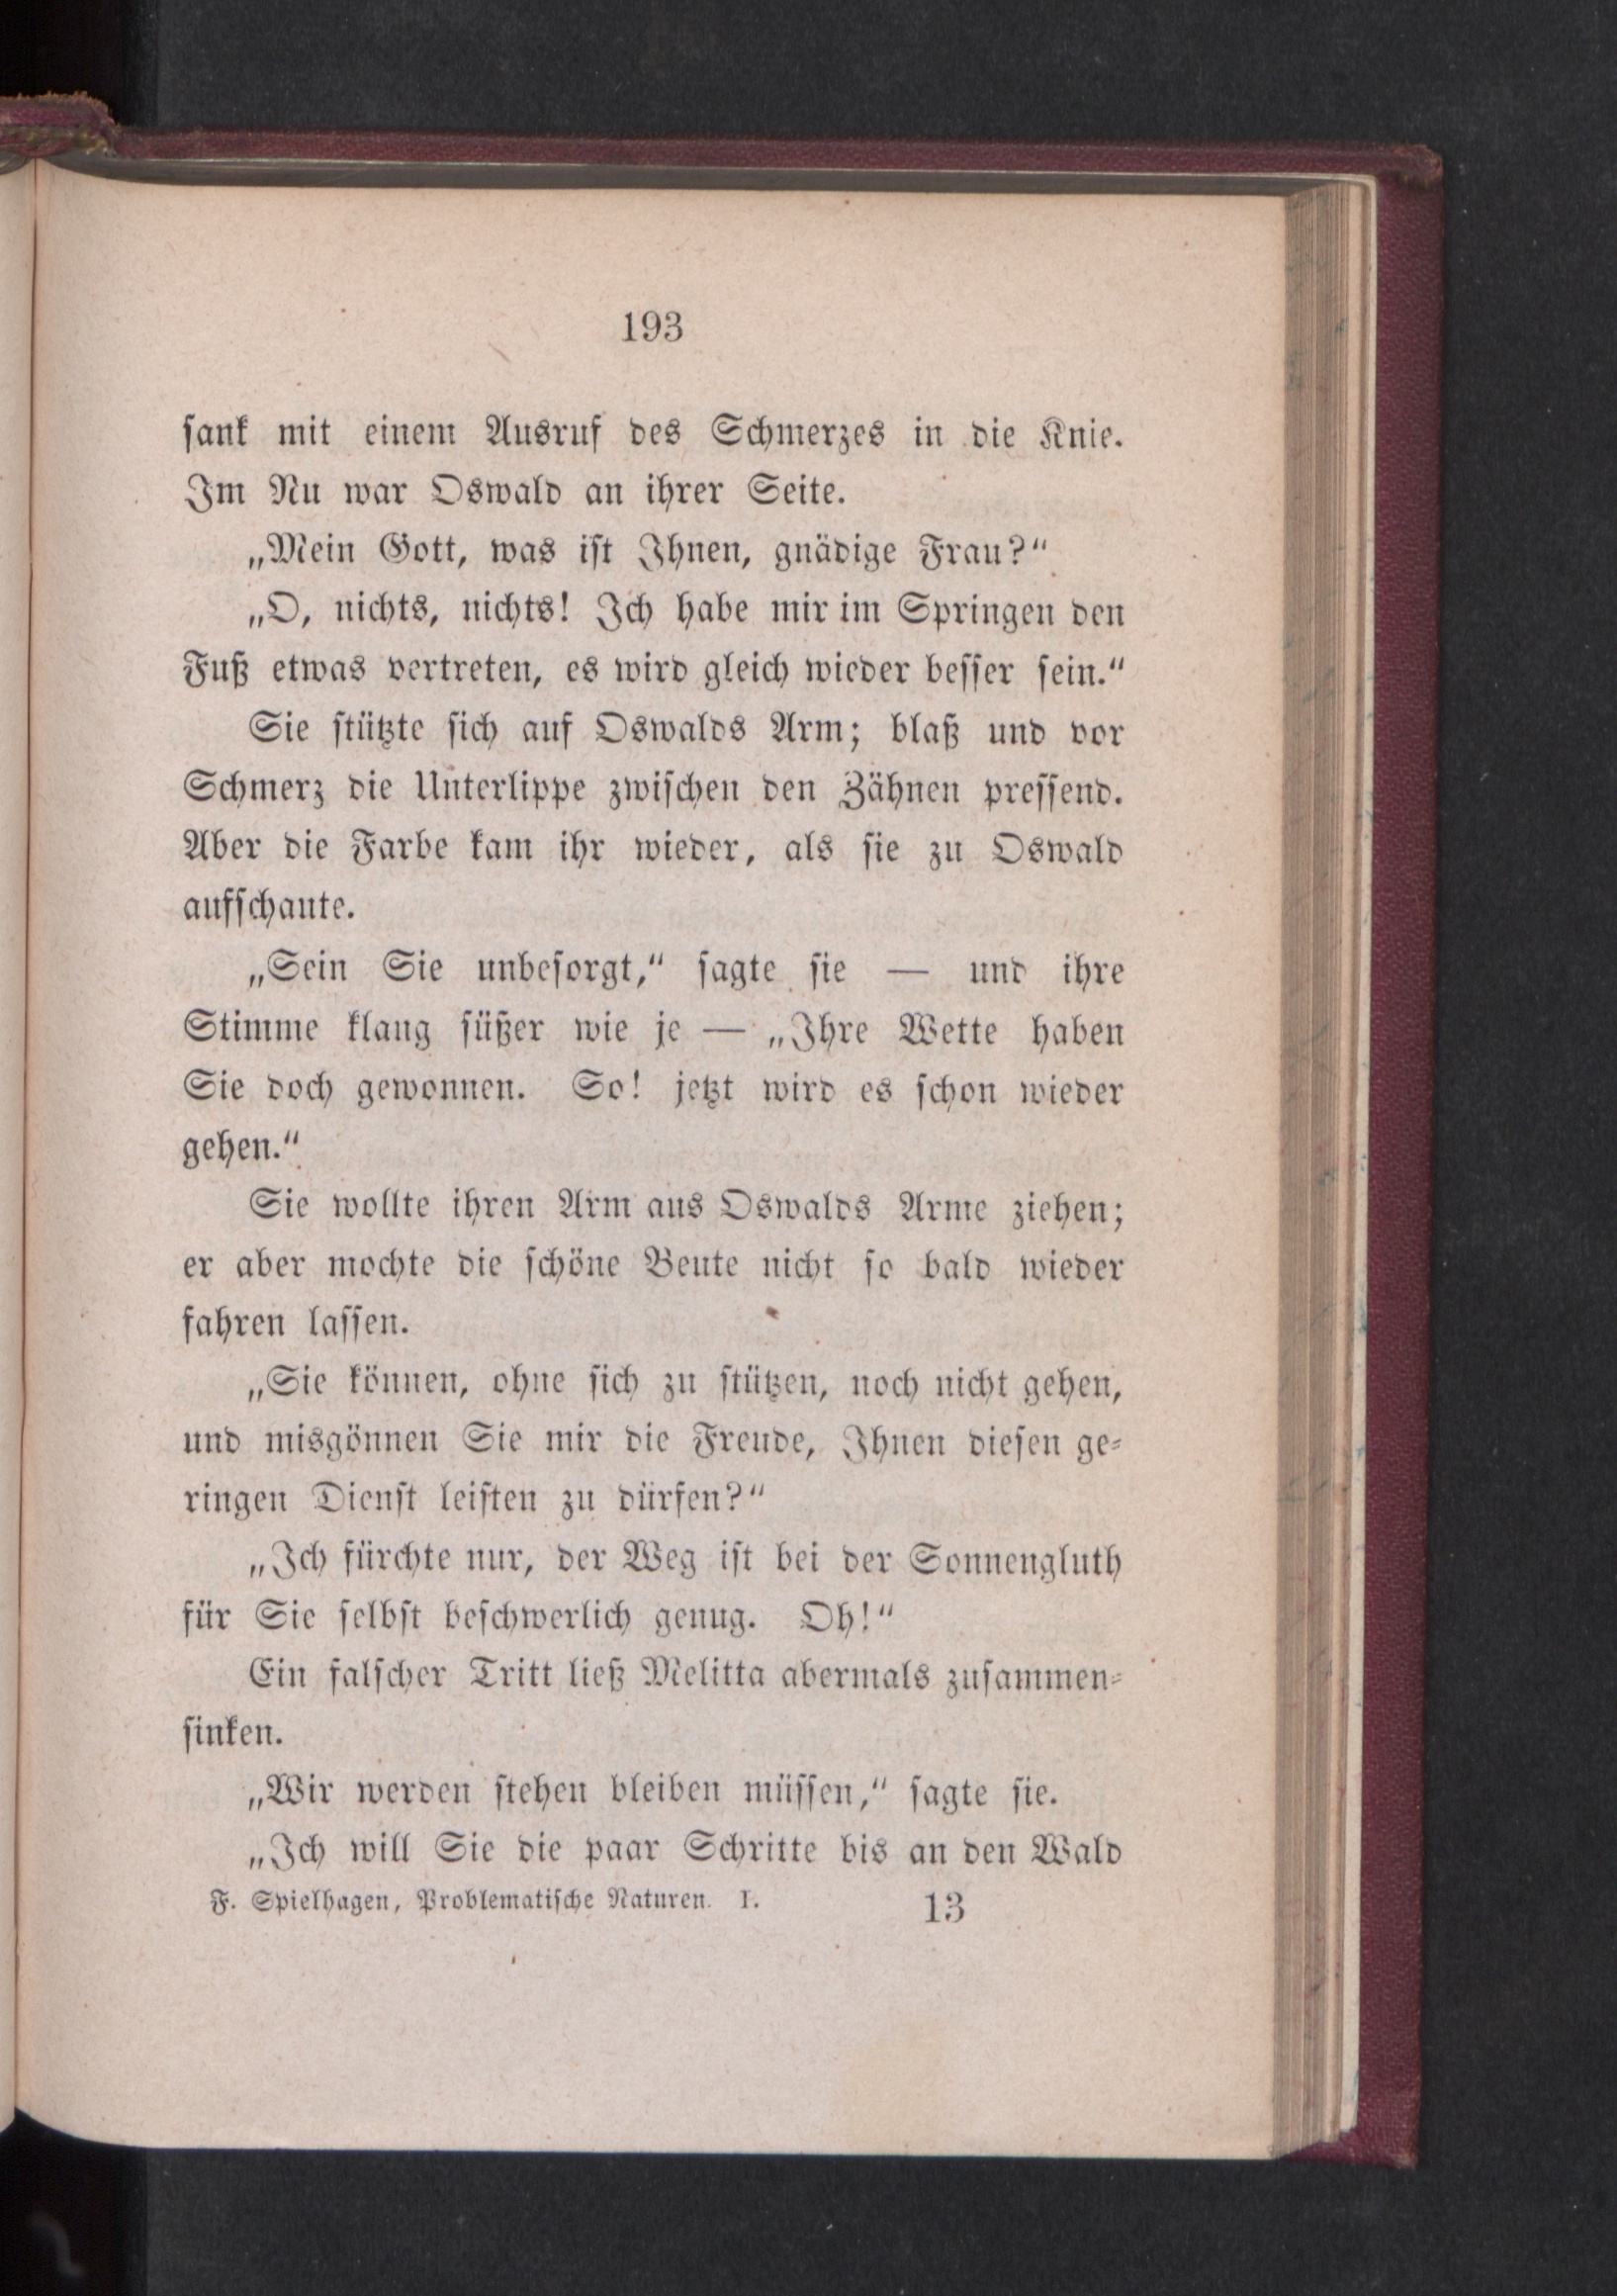 193
sank mit einem Ausruf des Schmerzes in die Knie.
Im Nu war Oswald an ihrer Seite.
„Mein Gott, was ist Ihnen, gnädige Frau?“
„O, nichts, nichts! Ich habe mir im Springen den
Fuß etwas vertreten, es wird gleich wieder besser sein.“
Sie stützte sich auf Oswalds Arm; blaß und vor
Schmerz die Unterlippe zwischen den Zähnen pressend.
Aber die Farbe kam ihr wieder, als sie zu Oswald
aufschaute.
„Sein Sie unbesorgt,“ sagte sie — und ihre
Stimme klang süßer wie je — „Ihre Wette haben
Sie doch gewonnen. So! jetzt wird es schon wieder
gehen.“
Sie wollte ihren Arm aus Oswalds Arme ziehen;
er aber mochte die schöne Beute nicht so bald wieder
fahren lassen.
„Sie können, ohne sich zu stützen, noch nicht gehen,
und misgönnen Sie mir die Freude, Ihnen diesen ge-
ringen Dienst leisten zu dürfen?“
„Ich fürchte nur, der Weg ist bei der Sonnengluth
für Sie selbst beschwerlich genug. Oh!“
Ein falscher Tritt ließ Melitta abermals zusammen-
sinken.
„Wir werden stehen bleiben müssen,“ sagte sie.
„Ich will Sie die paar Schritte bis an den Wald
F. Spielhagen, Problematische Naturen. I. 13